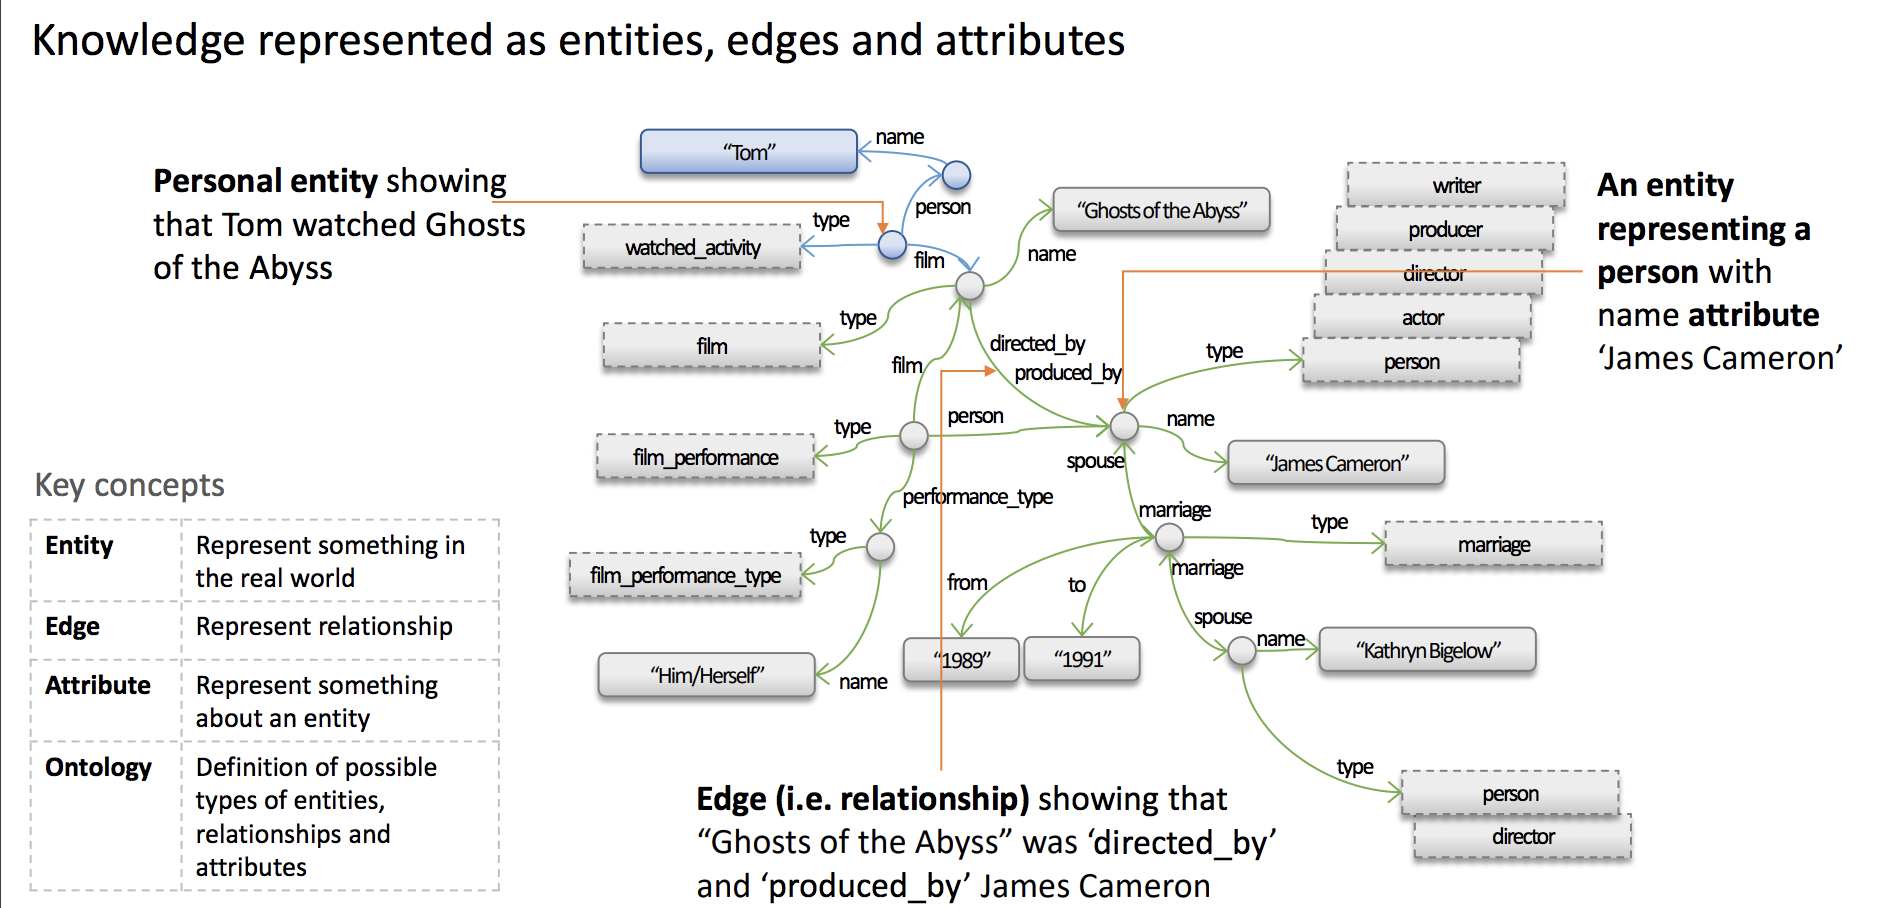 Knowledge represented as entities, edges and attributes
Personal entity showing
that Tom watched Ghosts
of the Abyss
“Tom”
name
person
type
watched_activity
film
“Ghosts of the Abyss”
name
type
film
film
directed_by
produced_by
writer
producer
director
actor
person
type
An entity
representing a
person with
name attribute
‘James Cameron’
type
film_performance
person
name
“James Cameron”
spouse
performance_type
type
film_performance_type
“Him/Herself”
name
marriage
type
marriage
marriage
from
to
“1989”
“1991”
spouse
name
“Kathryn Bigelow”
type
person
director
Key concepts
Entity
Represent something in
the real world
Edge
Represent relationship
Attribute
Represent something
about an entity
Ontology
Definition of possible
types of entities,
relationships and
attributes
Edge (i.e. relationship) showing that
“Ghosts of the Abyss” was ‘directed_by’
and ‘produced_by’ James Cameron